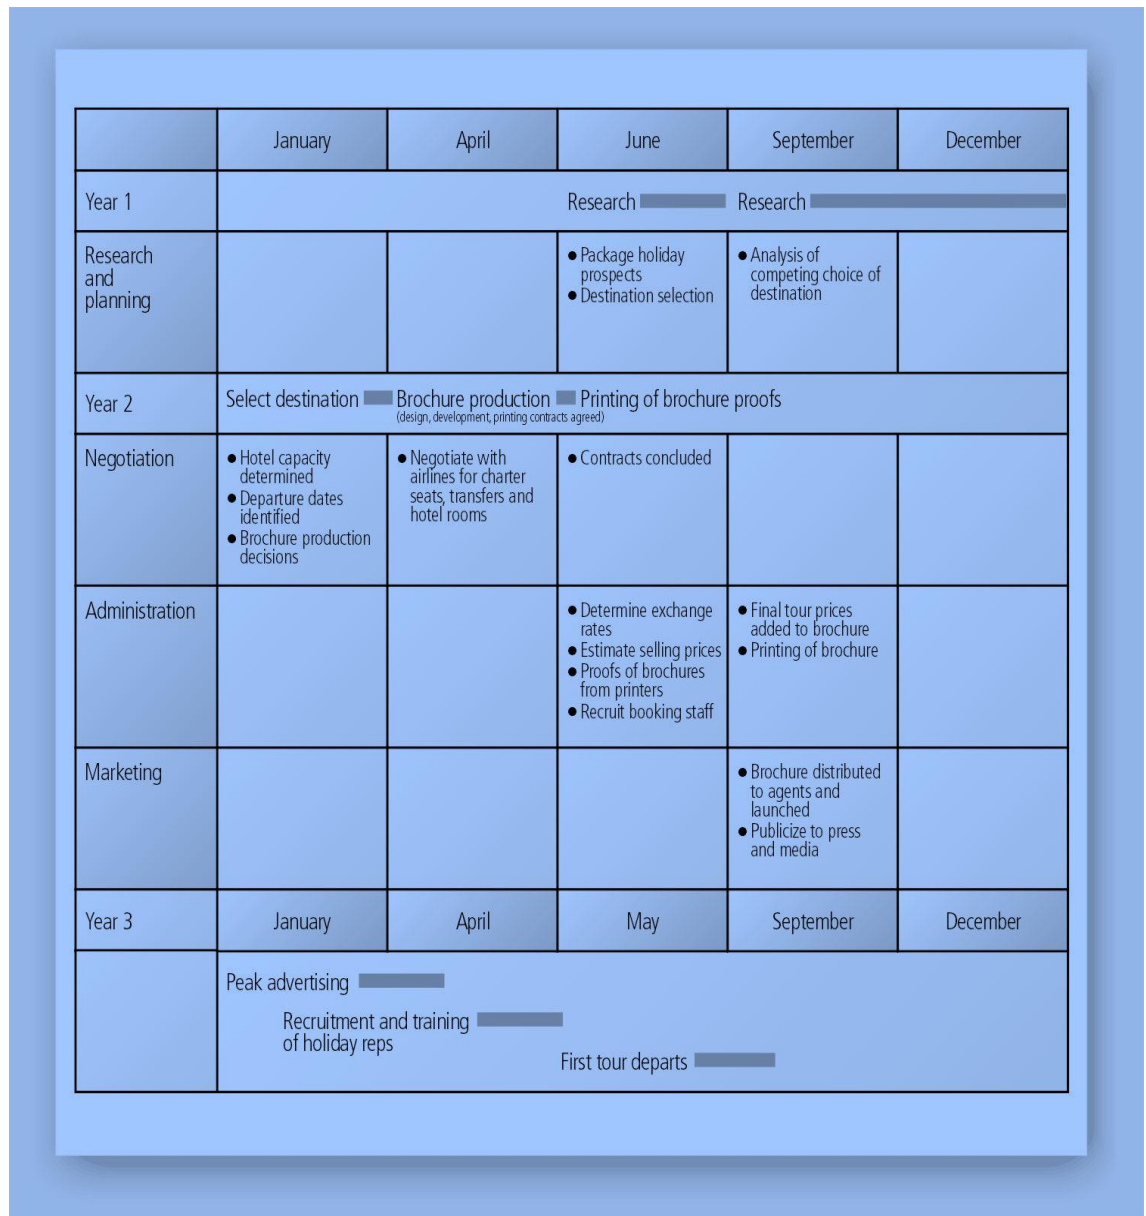 January April June September December
Year 1 Research Research
Research
and
planning
● Package holiday
prospects
● Destination selection
● Analysis of
competing choice of
destination
Year 2 Select destination Brochure production Printing of brochure proofs
(design, development, printing contracts agreed)
Negotiation
● Hotel capacity
determined
● Departure dates
identified
● Brochure production
decisions
● Negotiate with
airlines for charter
seats, transfers and
hotel rooms
● Contracts concluded
Administration
● Determine exchange
rates
● Estimate selling prices
● Proofs of brochures
from printers
● Recruit booking staff
● Final tour prices
added to brochure
● Printing of brochure
Marketing
● Brochure distributed
to agents and
launched
● Publicize to press
and media
Year 3 January April May September December
Peak advertising
Recruitment and training
of holiday reps
First tour departs